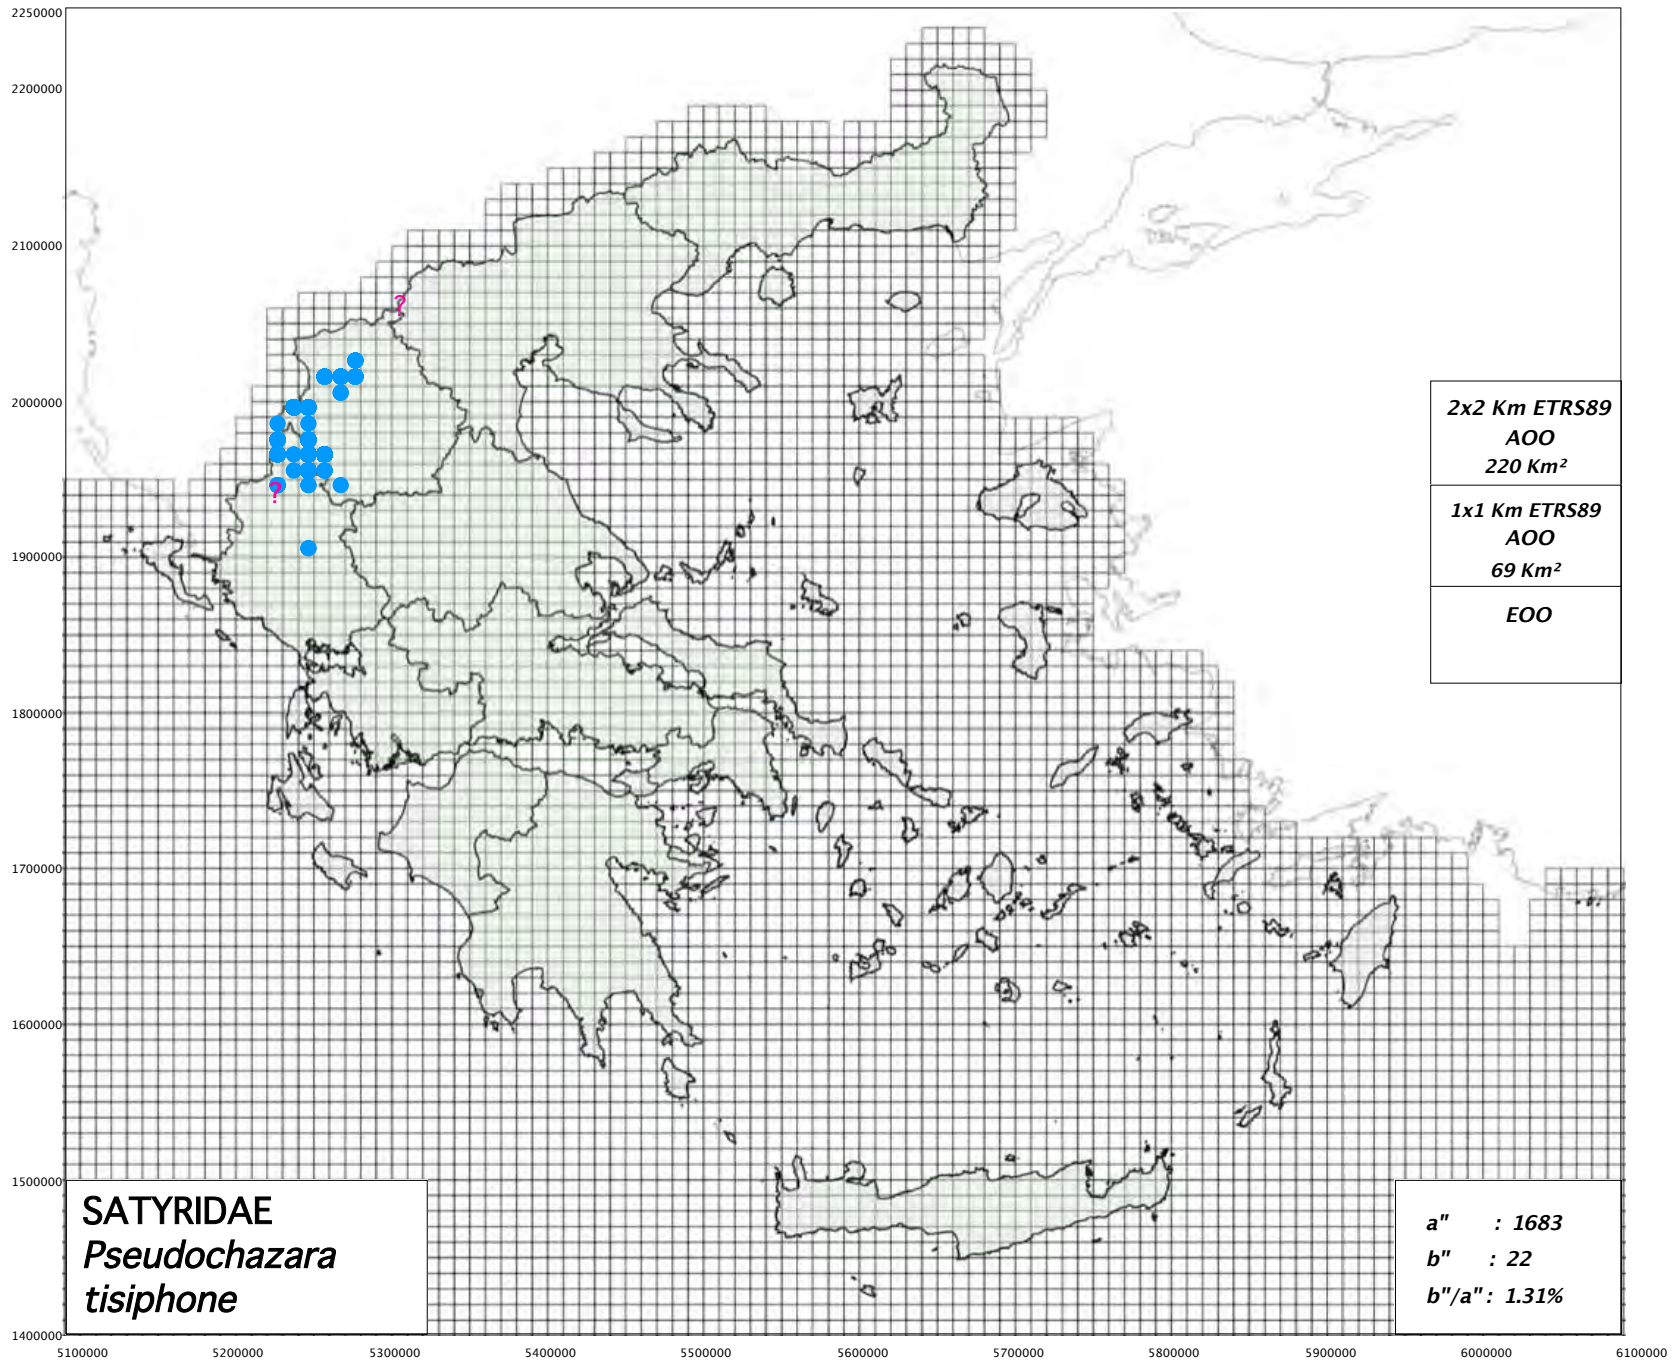 2250000
2200000
2100000
2000000
1900000
1800000
1700000
1600000
1500000
1400000
?
?
2x2 Km ETRS89
AOO
220 Km²
1x1 Km ETRS89
AOO
69 Km²
EOO
SATYRIDAE
Pseudochazara
tisiphone
a" : 1683
b" : 22
b"/a" : 1.31%
5100000 5200000 5300000 5400000 5500000 5600000 5700000 5800000 5900000 6000000 6100000